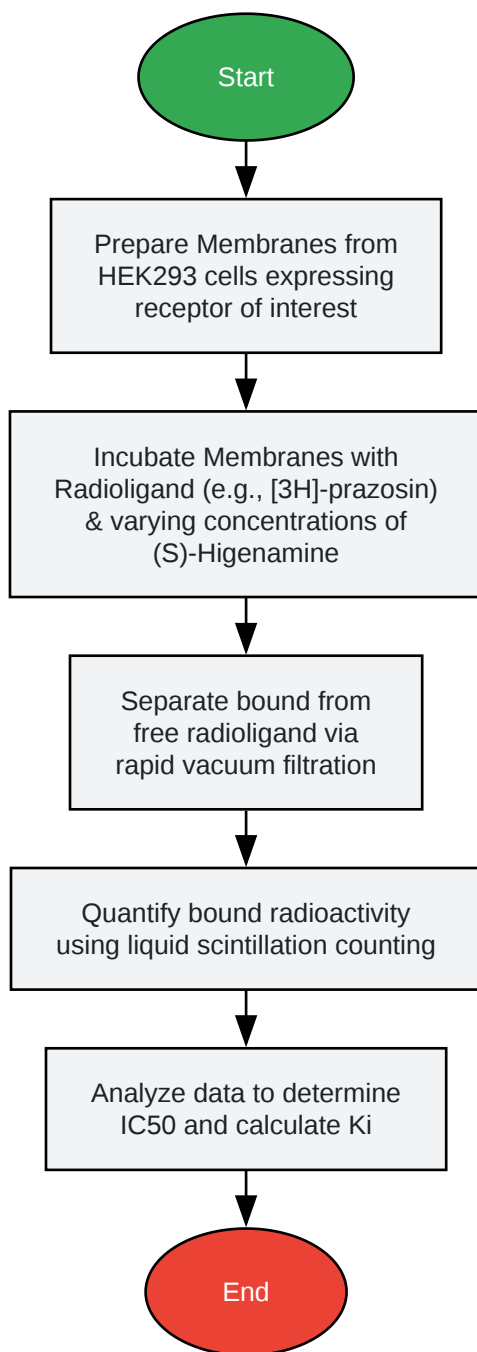 Start
Prepare Membranes from
HEK293 cells expressing
receptor of interest
Incubate Membranes with
Radioligand (e.g., [3H]-prazosin)
& varying concentrations of
(S)-Higenamine
Separate bound from
free radioligand via
rapid vacuum filtration
Quantify bound radioactivity
using liquid scintillation counting
Analyze data to determine
IC50 and calculate Ki
End